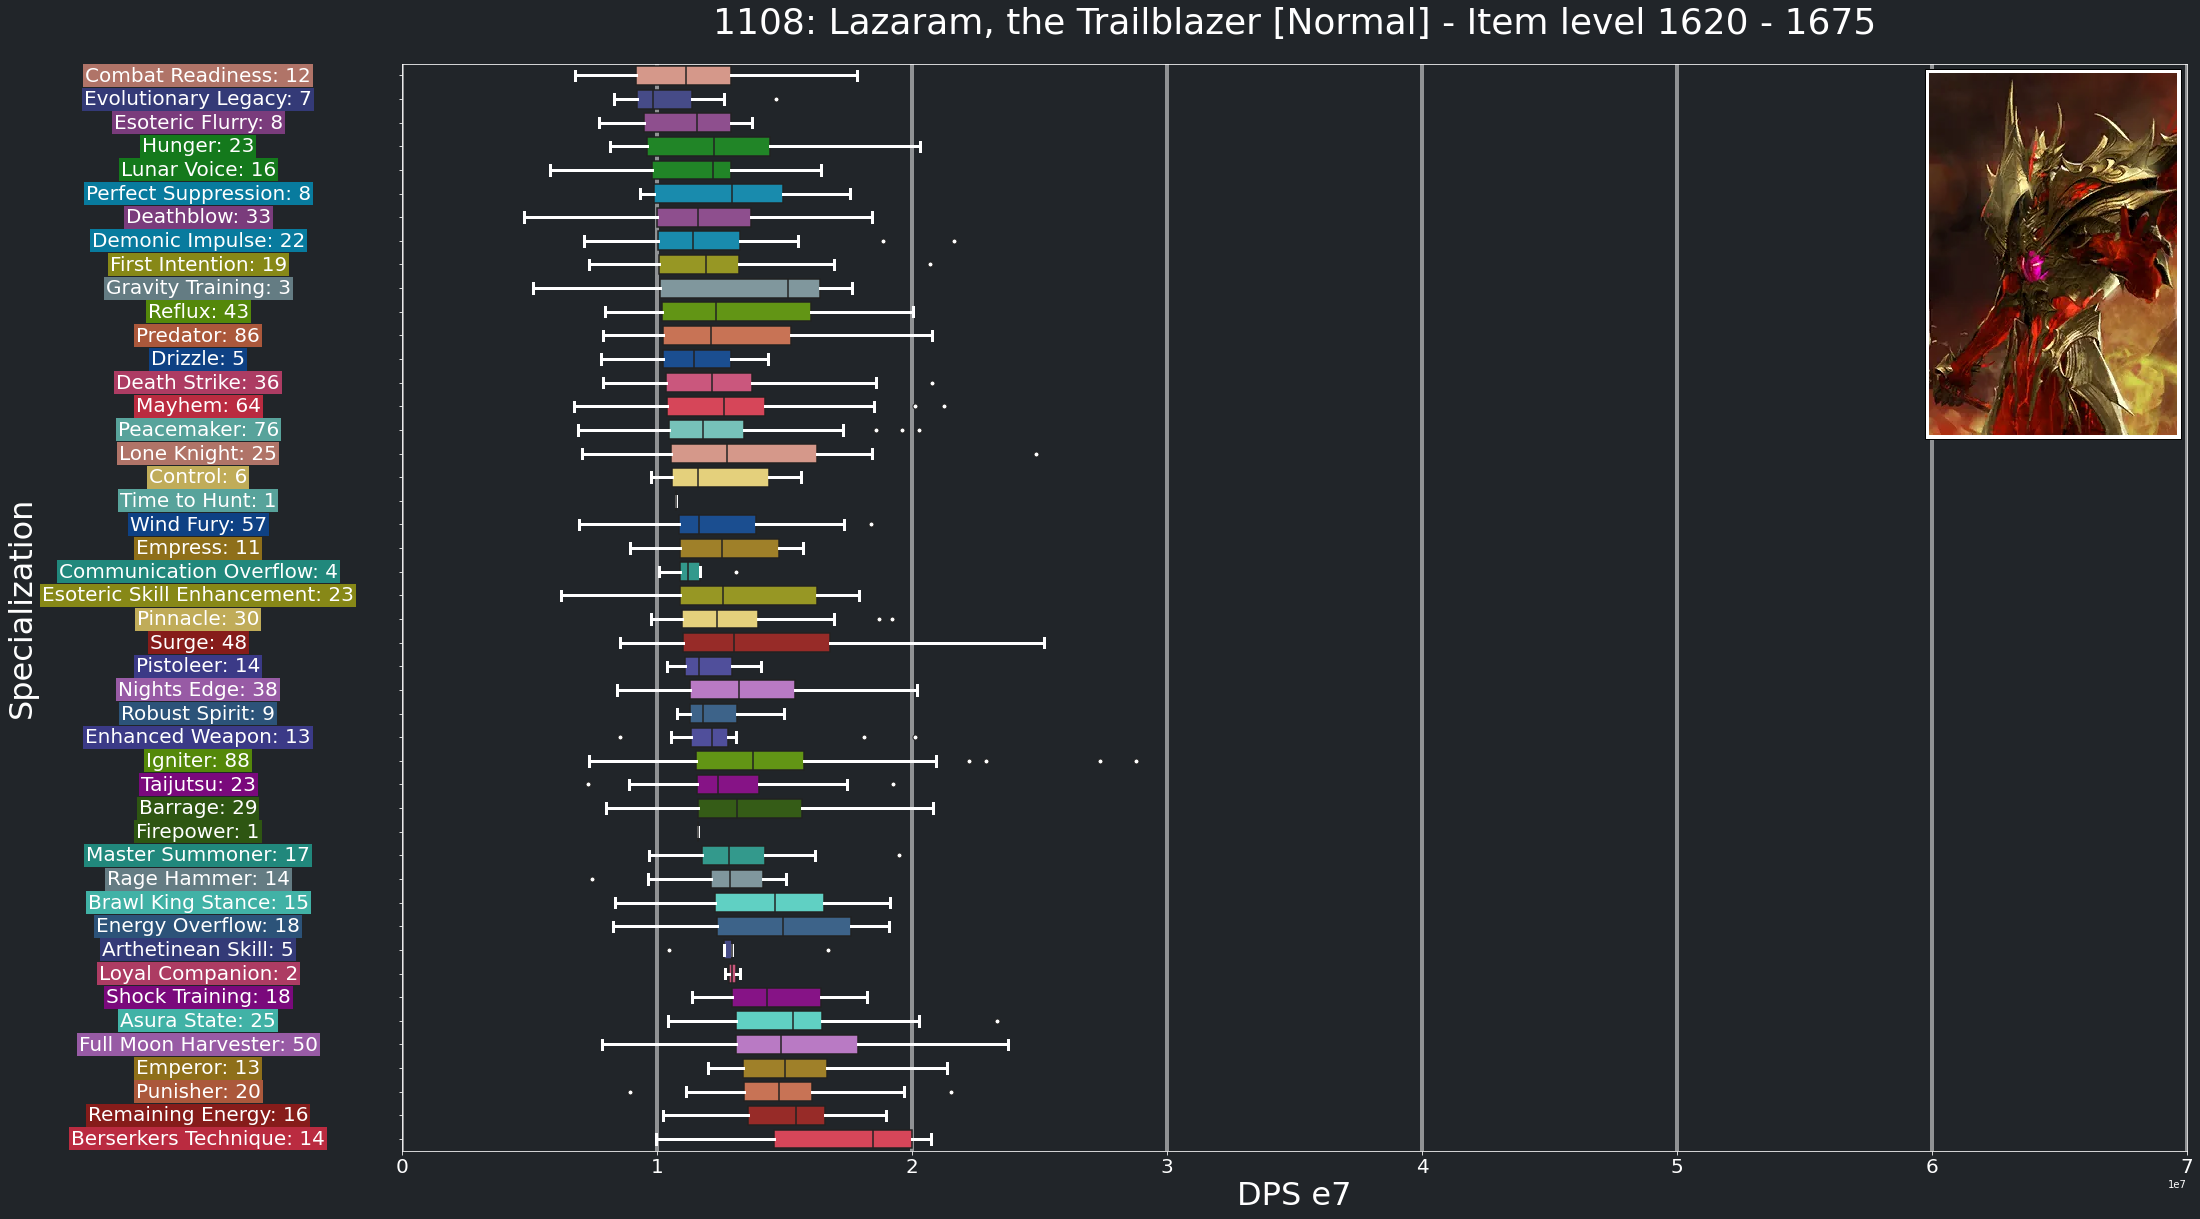 1108: Lazaram, the Trailblazer [Normal] - Item level 1620 - 1675
Specialization
Combat Readiness: 12
Evolutionary Legacy: 7
Esoteric Flurry: 8
Hunger: 23
Lunar Voice: 16
Perfect Suppression: 8
Deathblow: 33
Demonic Impulse: 22
First Intention: 19
Gravity Training: 3
Reflux: 43
Predator: 86
Drizzle: 5
Death Strike: 36
Mayhem: 64
Peacemaker: 76
Lone Knight: 25
Control: 6
Time to Hunt: 1
Wind Fury: 57
Empress: 11
Communication Overflow: 4
Esoteric Skill Enhancement: 23
Pinnacle: 30
Surge: 48
Pistoleer: 14
Nights Edge: 38
Robust Spirit: 9
Enhanced Weapon: 13
Igniter: 88
Taijutsu: 23
Barrage: 29
Firepower: 1
Master Summoner: 17
Rage Hammer: 14
Brawl King Stance: 15
Energy Overflow: 18
Arthetinean Skill: 5
Loyal Companion: 2
Shock Training: 18
Asura State: 25
Full Moon Harvester: 50
Emperor: 13
Punisher: 20
Remaining Energy: 16
Berserkers Technique: 14
0 1 2 3 4 5 6 7
DPS e7
1e7